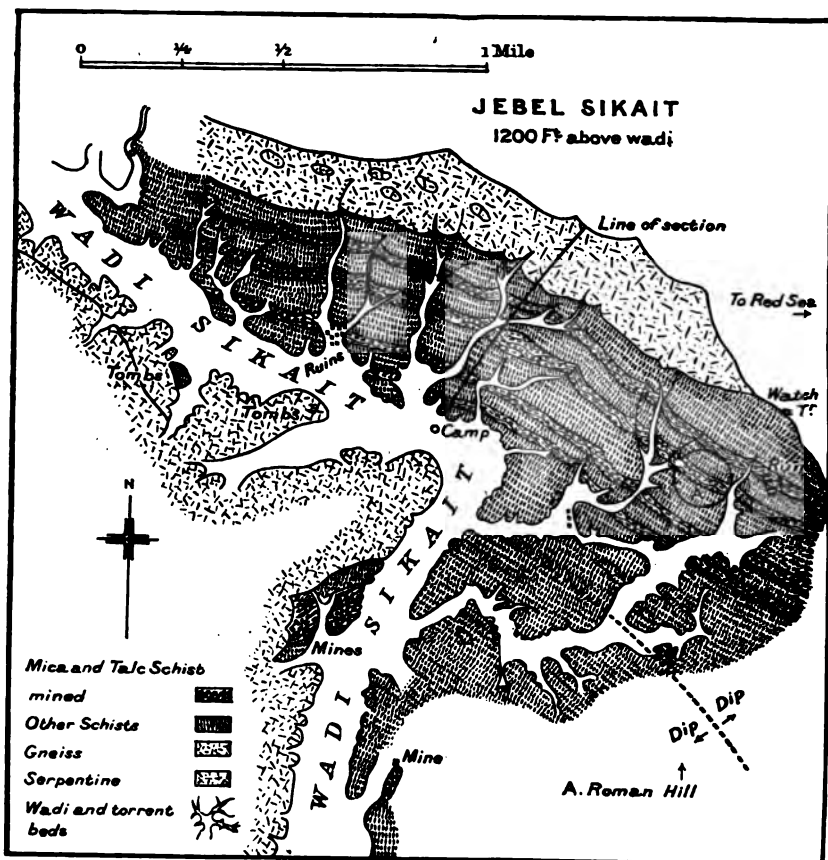 0 1/4 1/2 1 Mile
JEBEL SIKAIT
1200 Ft above wadi
Line of section
To Red Sea
WADI SIKAIT
Ruins
Tombs
Tombs
Watch
Tr
Camp
N
WADI SIKAIT
Mines
Mine
Dip
Dip
A. Roman Hill
Mica and Talc Schist
mined
Other Schists
Gneiss
Serpentine
Wadi and torrent
beds